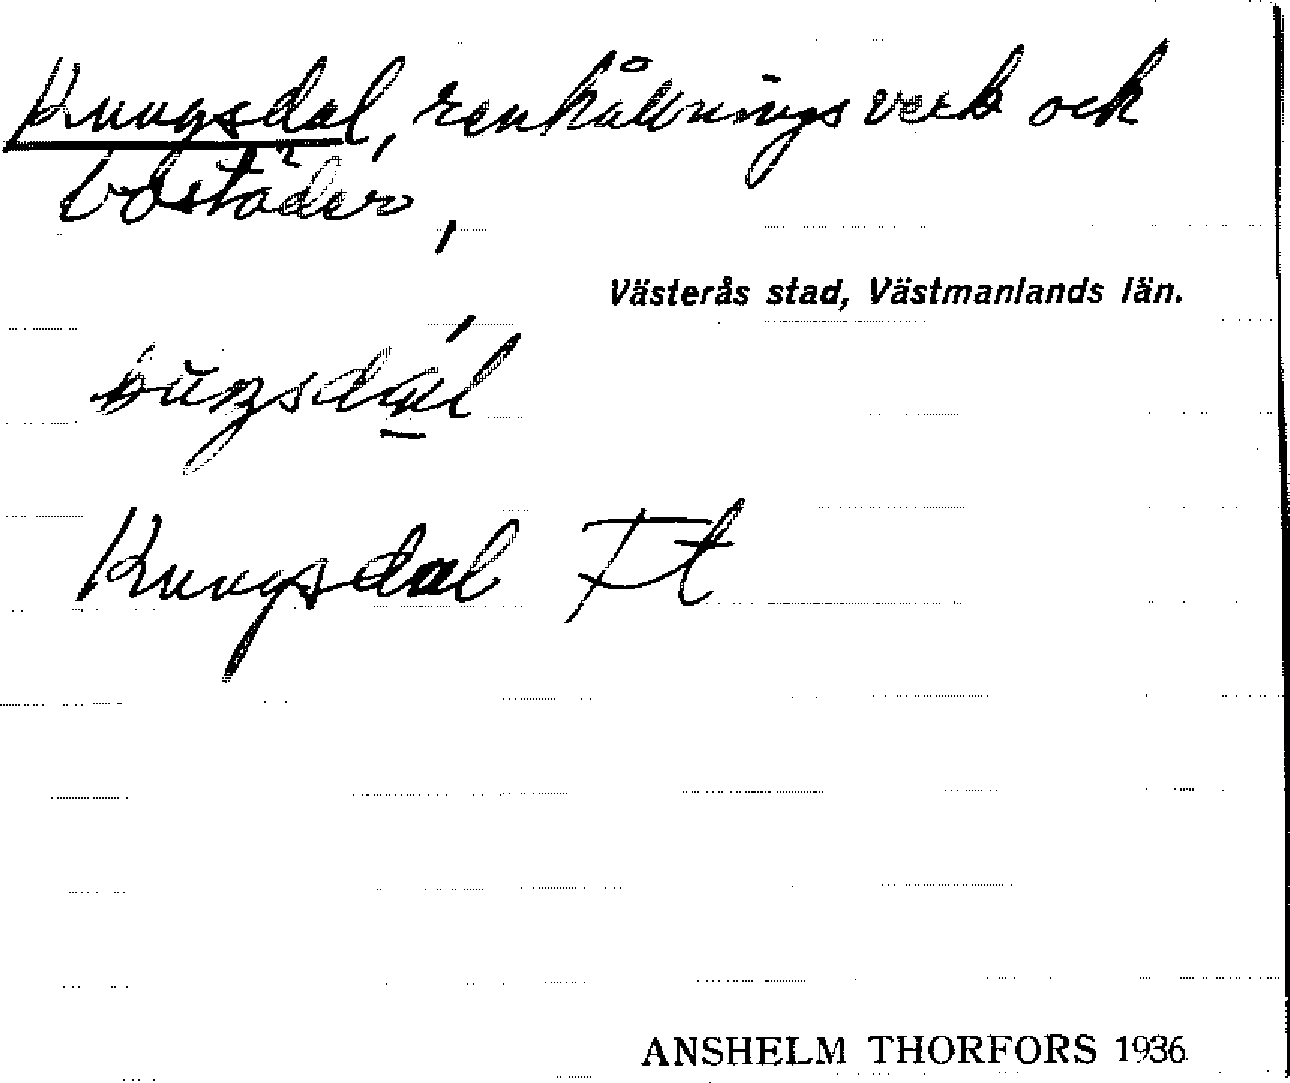 Kungsdal, renhållningsverk och
bostäder,
Västerås stad, Västmanlands län.
Kungsdal Ft
ANSHELM THORFORS 1936